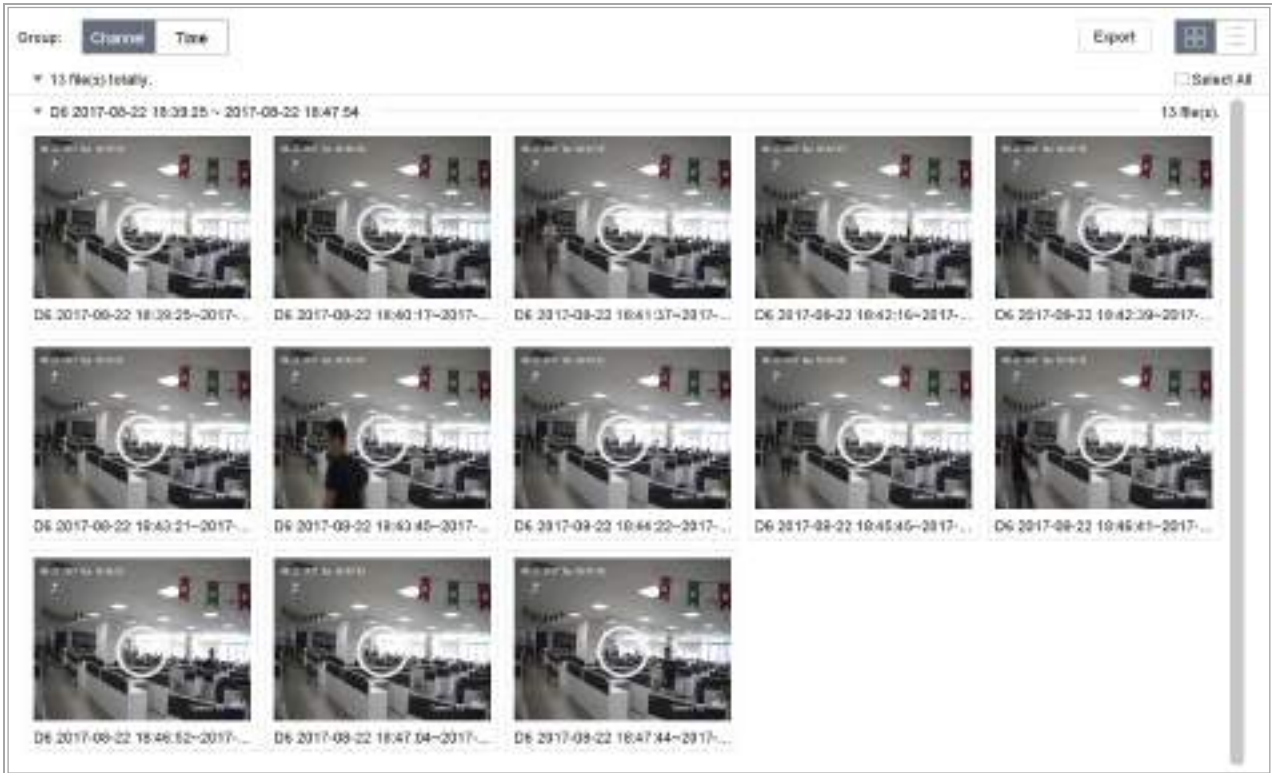 Group: Channel Time Export
13 file(s) totally. Select All
D6 2017-08-22 18:39:25 ~ 2017-08-22 18:47:54 13 file(s).
D6 2017-08-22 18:39:25~2017-... D6 2017-08-22 18:40:17~2017-... D6 2017-08-22 18:41:37~2017-... D6 2017-08-22 18:42:16~2017-... D6 2017-08-22 18:42:39~2017-...
D6 2017-08-22 18:43:21~2017-... D6 2017-08-22 18:43:45~2017-... D6 2017-08-22 18:44:22~2017-... D6 2017-08-22 18:45:45~2017-... D6 2017-08-22 18:46:41~2017-...
D6 2017-08-22 18:46:52~2017-... D6 2017-08-22 18:47:04~2017-... D6 2017-08-22 18:47:44~2017-...